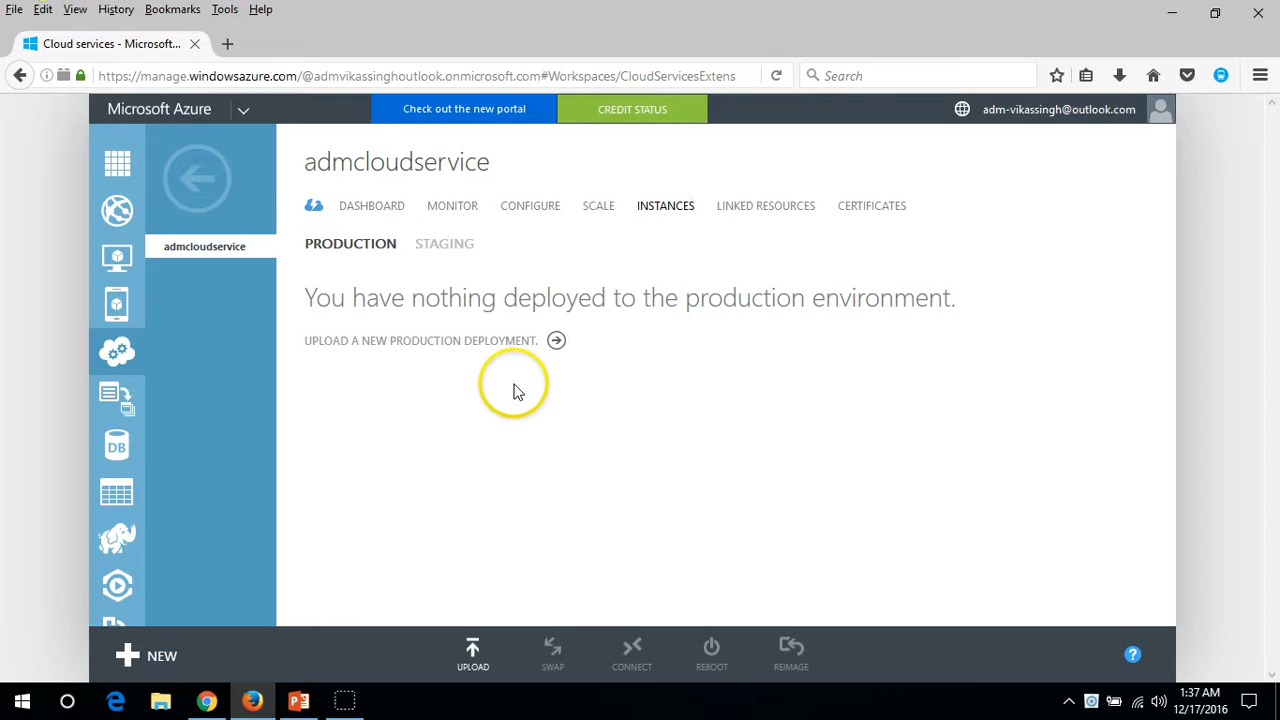 File Edit View History Bookmarks Tools Help
Cloud services - Microsoft...
https://manage.windowsazure.com/@admvikassinghoutlook.onmicrosoft.com#Workspaces/CloudServicesExtens
Search
Microsoft Azure
Check out the new portal
CREDIT STATUS
adm-vikassingh@outlook.com
admcloudservice
DASHBOARD MONITOR CONFIGURE SCALE INSTANCES LINKED RESOURCES CERTIFICATES
admcloudservice
PRODUCTION STAGING
You have nothing deployed to the production environment.
UPLOAD A NEW PRODUCTION DEPLOYMENT.
DB
NEW
UPLOAD SWAP CONNECT REBOOT REIMAGE
?
1:37 AM
12/17/2016